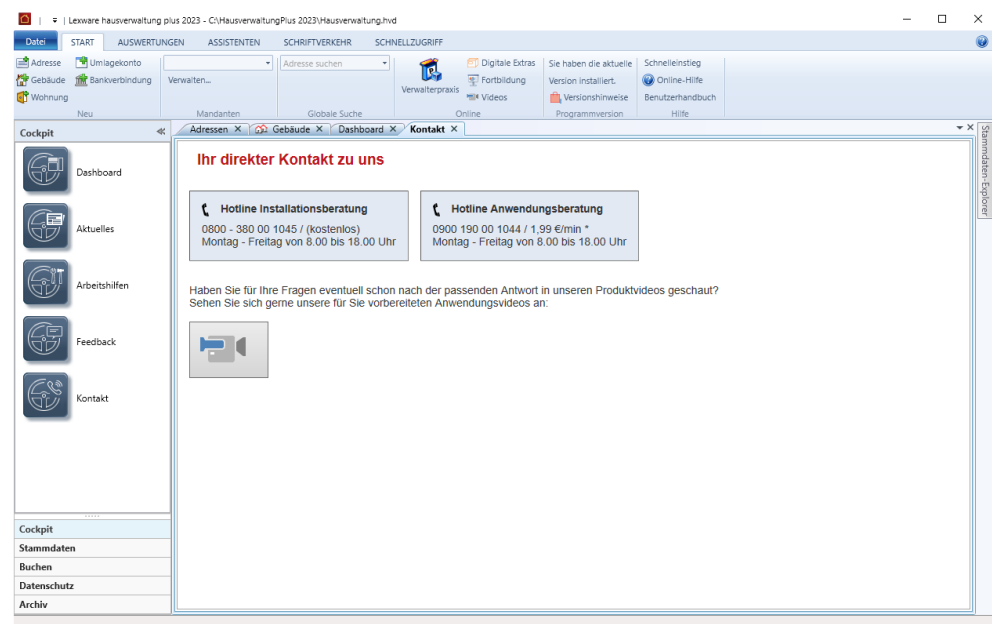 Lexware hausverwaltung plus 2023 - C:\HausverwaltungPlus 2023\Hausverwaltung.hvd
Datei START AUSWERTUNGEN ASSISTENTEN SCHRIFTVERKEHR SCHNELLZUGRIFF
Adresse Umlagekonto
Gebäude Bankverbindung
Wohnung
Neu
Verwalten...
Mandanten
Adresse suchen
Globale Suche
Verwalterpraxis
Digitale Extras
Fortbildung
Videos
Online
Sie haben die aktuelle
Version installiert.
Versionshinweise
Programmversion
Schnelleinstieg
Online-Hilfe
Benutzerhandbuch
Hilfe
Cockpit
Dashboard
Aktuelles
Arbeitshilfen
Feedback
Kontakt
Cockpit
Stammdaten
Buchen
Datenschutz
Archiv
Adressen Gebäude Dashboard Kontakt
Ihr direkter Kontakt zu uns
Hotline Installationsberatung
0800 - 380 00 1045 / (kostenlos)
Montag - Freitag von 8.00 bis 18.00 Uhr
Hotline Anwendungsberatung
0900 190 00 1044 / 1,99 €/min *
Montag - Freitag von 8.00 bis 18.00 Uhr
Haben Sie für Ihre Fragen eventuell schon nach der passenden Antwort in unseren Produktvideos geschaut?
Sehen Sie sich gerne unsere für Sie vorbereiteten Anwendungsvideos an:
Stammdaten-Explorer